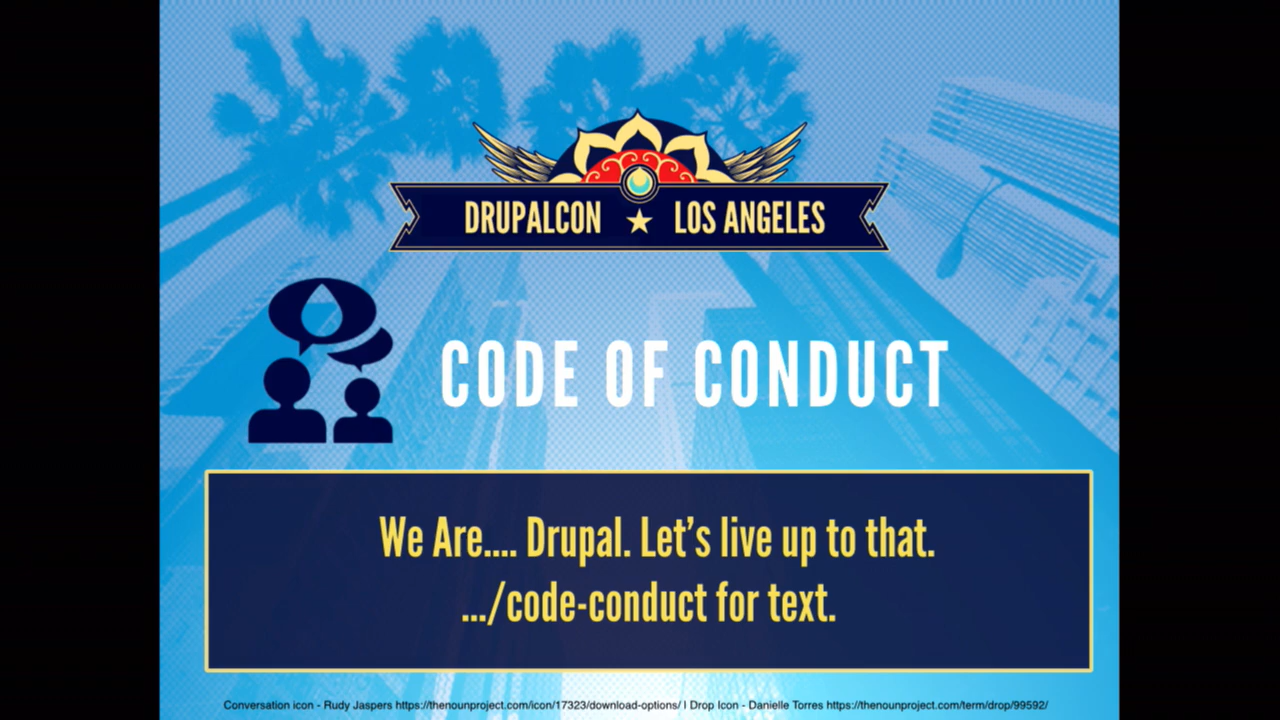 DRUPALCON ★ LOS ANGELES
CODE OF CONDUCT
We Are.... Drupal. Let’s live up to that.
.../code-conduct for text.
Conversation icon - Rudy Jaspers https://thenounproject.com/icon/17323/download-options/ | Drop Icon - Danielle Torres https://thenounproject.com/term/drop/99592/